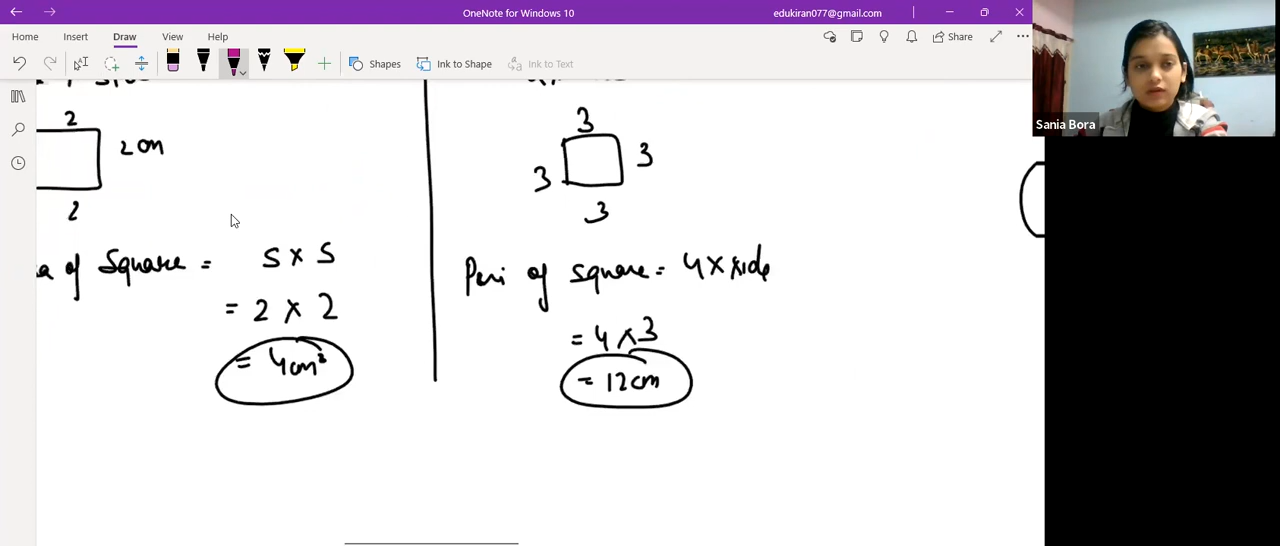 OneNote for Windows 10
edukiran077@gmail.com
Home Insert Draw View Help
Shapes Ink to Shape Ink to Text Share
Sania Bora
2
2 cm
2
a of Square = S x S
= 2 x 2
= 4cm²
3
3
3
3
Peri of square = 4 x side
= 4 x 3
= 12cm